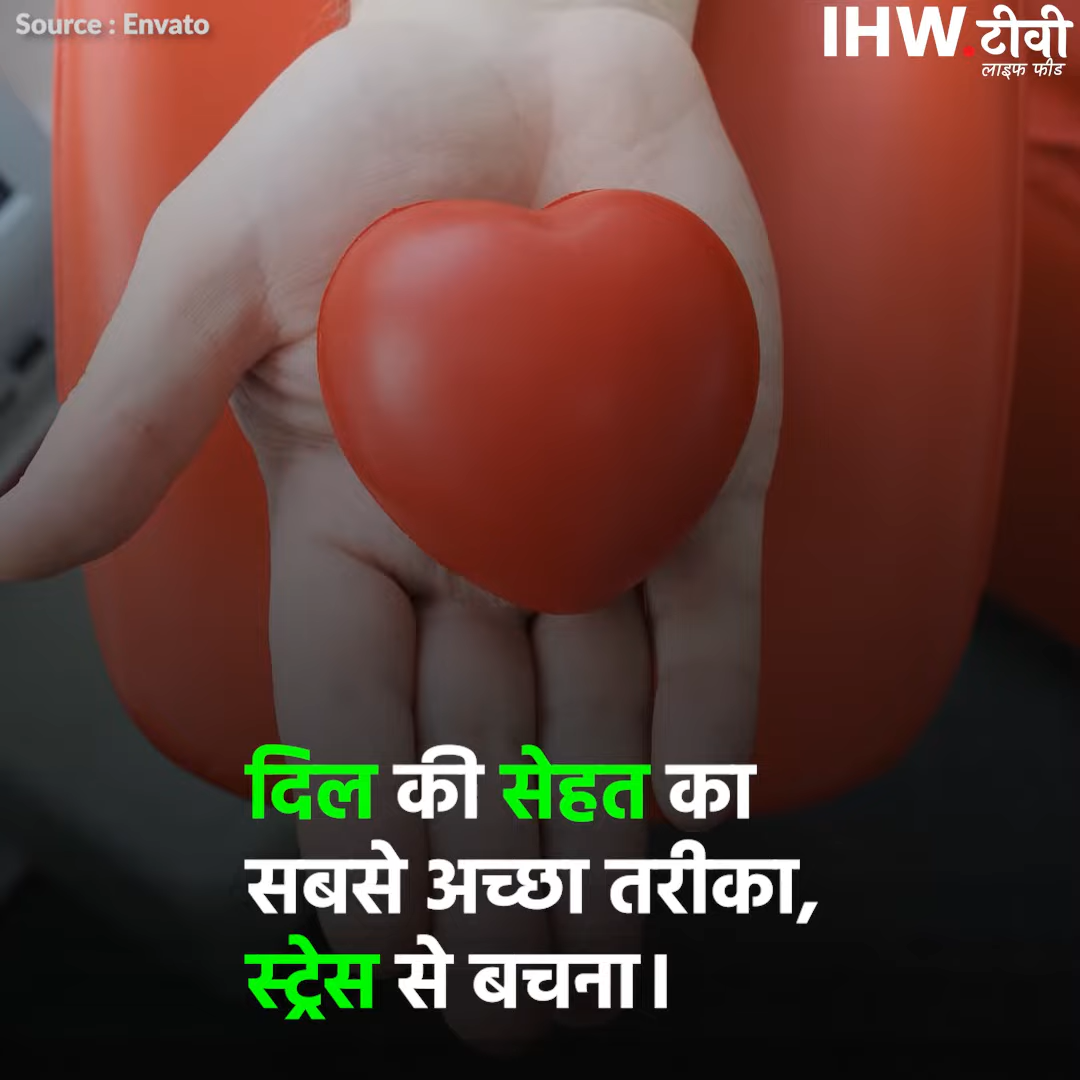 Source : Envato
IHW.टीवी
लाइफ फीड
दिल की सेहत का
सबसे अच्छा तरीका,
स्ट्रेस से बचना।